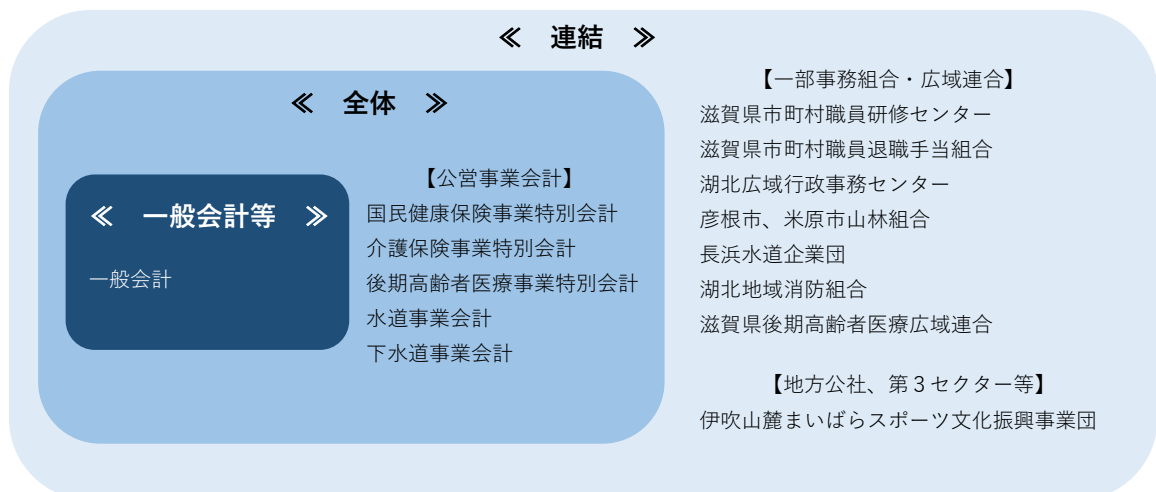 ≪　連結　≫
≪　全体　≫
≪　一般会計等　≫
一般会計
【公営事業会計】
国民健康保険事業特別会計
介護保険事業特別会計
後期高齢者医療事業特別会計
水道事業会計
下水道事業会計
【一部事務組合・広域連合】
滋賀県市町村職員研修センター
滋賀県市町村職員退職手当組合
湖北広域行政事務センター
彦根市、米原市山林組合
長浜水道企業団
湖北地域消防組合
滋賀県後期高齢者医療広域連合
【地方公社、第３セクター等】
伊吹山麓まいばらスポーツ文化振興事業団